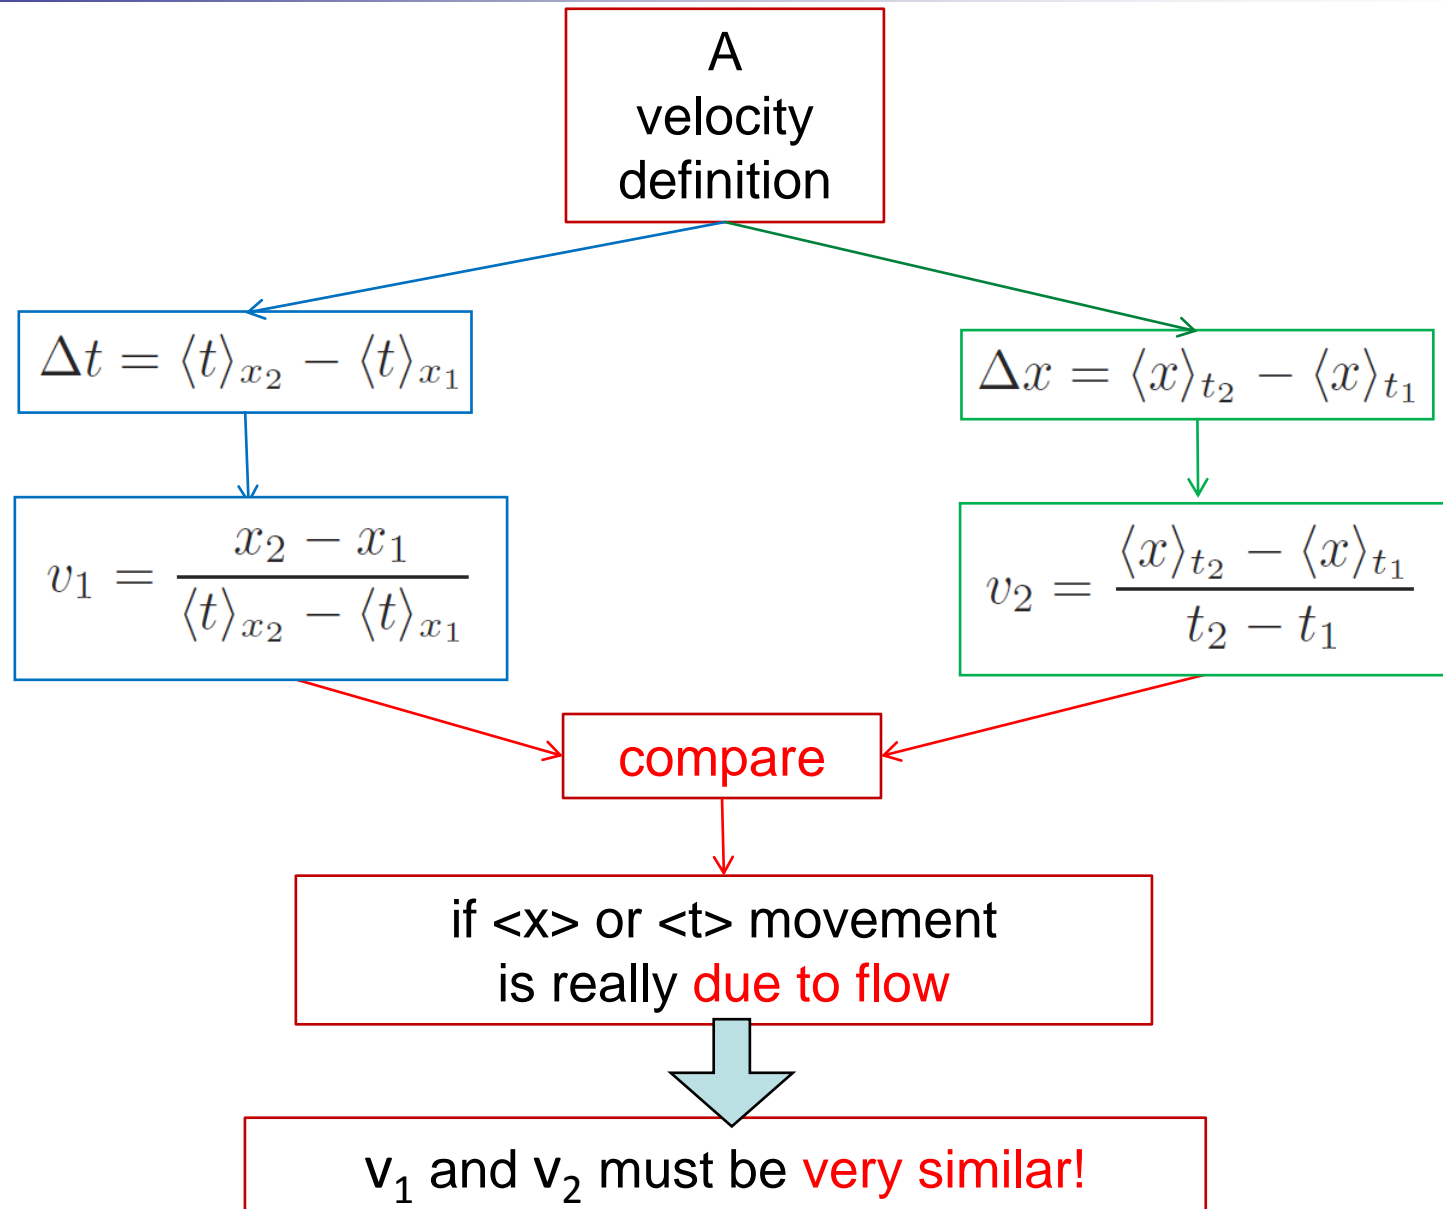 A
velocity
definition
Δt = ⟨t⟩ₓ₂ − ⟨t⟩ₓ₁
Δx = ⟨x⟩ₜ₂ − ⟨x⟩ₜ₁
v₁ = (x₂ − x₁) / (⟨t⟩ₓ₂ − ⟨t⟩ₓ₁)
v₂ = (⟨x⟩ₜ₂ − ⟨x⟩ₜ₁) / (t₂ − t₁)
compare
if <x> or <t> movement
is really due to flow
v₁ and v₂ must be very similar!